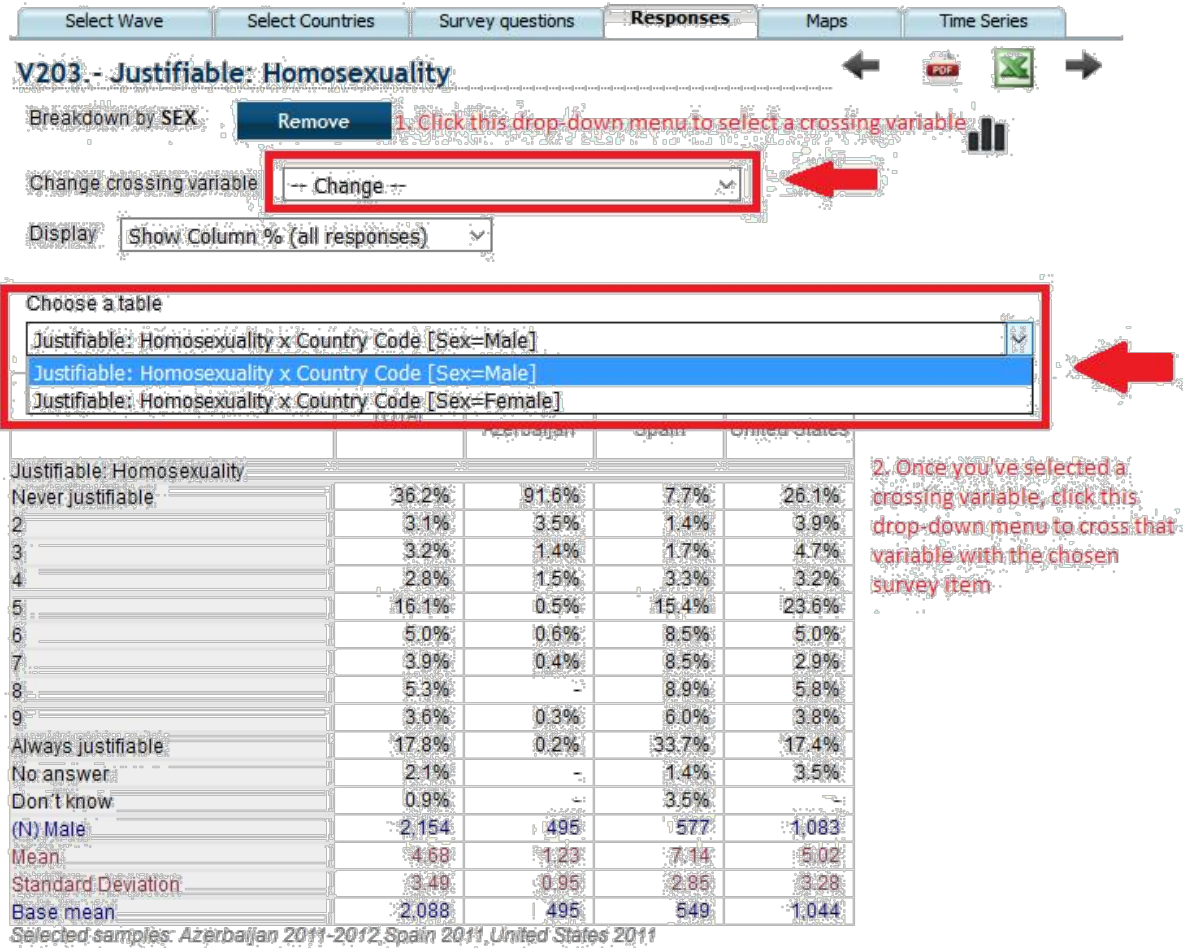 Select Wave Select Countries Survey questions Responses Maps Time Series
V203.- Justifiable: Homosexuality
PDF
Breakdown by SEX Remove 1. Click this drop-down menu to select a crossing variable
Change crossing variable -- Change --
Display Show Column % (all responses)
Choose a table
Justifiable: Homosexuality x Country Code [Sex=Male]
Justifiable: Homosexuality x Country Code [Sex=Male]
Justifiable: Homosexuality x Country Code [Sex=Female]
TOTAL Azerbaijan Spain United States
Justifiable: Homosexuality
Never justifiable 36.2% 91.6% 7.7% 26.1%
2 3.1% 3.5% 1.4% 3.9%
3 3.2% 1.4% 1.7% 4.7%
4 2.8% 1.5% 3.3% 3.2%
5 16.1% 0.5% 15.4% 23.6%
6 5.0% 0.6% 8.5% 5.0%
7 3.9% 0.4% 8.5% 2.9%
8 5.3% - 8.9% 5.8%
9 3.6% 0.3% 6.0% 3.8%
Always justifiable 17.8% 0.2% 33.7% 17.4%
No answer 2.1% - 1.4% 3.5%
Don´t know 0.9% - 3.5% -
(N) Male 2,154 495 577 1,083
Mean 4.68 1.23 7.14 5.02
Standard Deviation 3.49 0.95 2.85 3.28
Base mean 2,088 495 549 1,044
Selected samples: Azerbaijan 2011-2012,Spain 2011,United States 2011
2. Once you've selected a
crossing variable, click this
drop-down menu to cross that
variable with the chosen
survey item